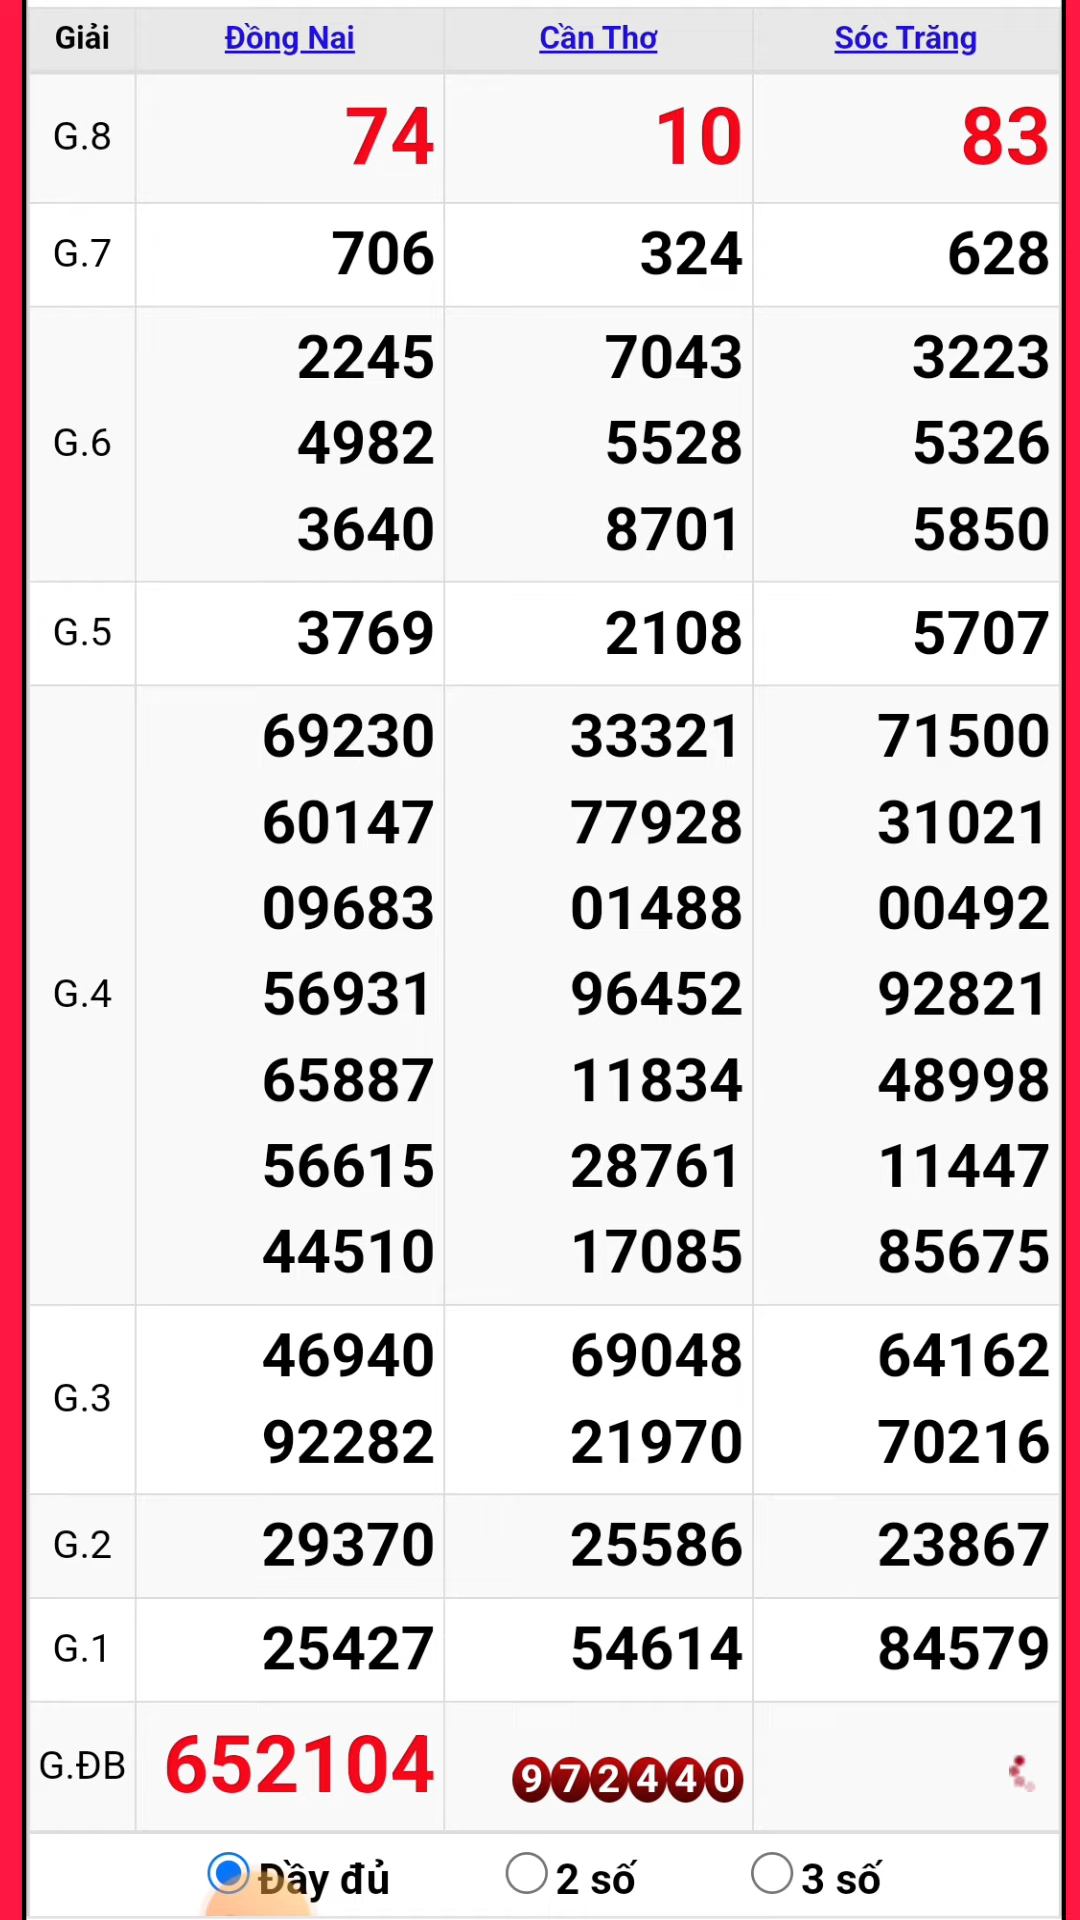 Giải Đồng Nai Cần Thơ Sóc Trăng
G.8 74 10 83
G.7 706 324 628
2245 7043 3223
G.6 4982 5528 5326
3640 8701 5850
G.5 3769 2108 5707
69230 33321 71500
60147 77928 31021
09683 01488 00492
G.4 56931 96452 92821
65887 11834 48998
56615 28761 11447
44510 17085 85675
G.3
46940 69048 64162
92282 21970 70216
G.2 29370 25586 23867
G.1 25427 54614 84579
G.ĐB 652104 972440
Đầy đủ 2 số 3 số